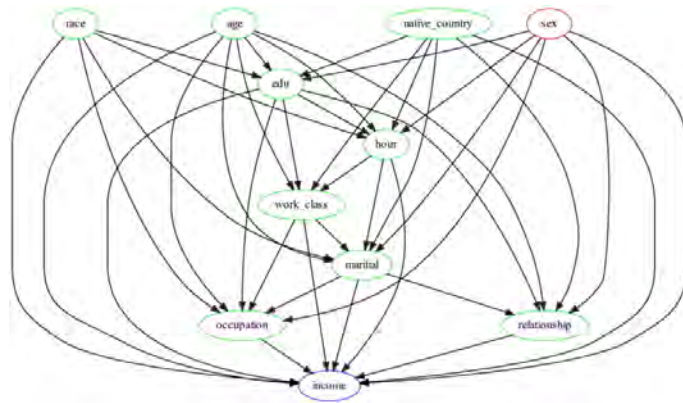 race age native_country sex
edu
hour
work_class
marital
occupation relationship
income